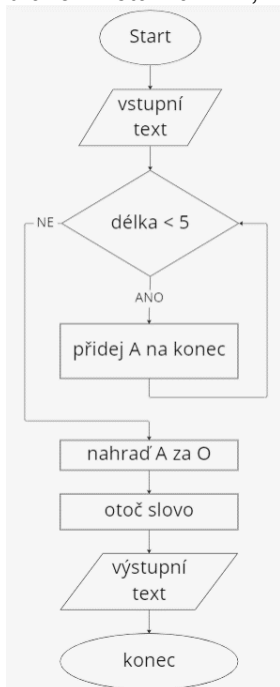 Start
vstupní
text
délka < 5
NE
ANO
přidej A na konec
nahraď A za O
otoč slovo
výstupní
text
konec